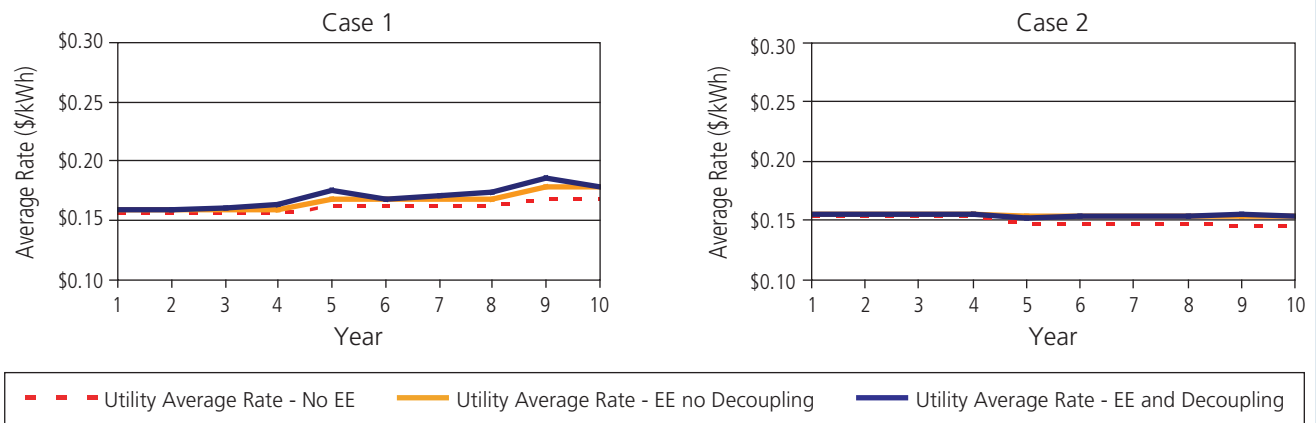 Case 1
Average Rate ($/kWh)
$0.30
$0.25
$0.20
$0.15
$0.10
1 2 3 4 5 6 7 8 9 10
Year
Case 2
Average Rate ($/kWh)
$0.30
$0.25
$0.20
$0.15
$0.10
1 2 3 4 5 6 7 8 9 10
Year
Utility Average Rate - No EE
Utility Average Rate - EE no Decoupling
Utility Average Rate - EE and Decoupling